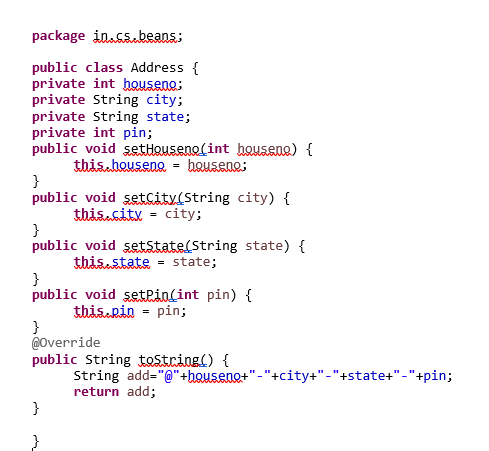 package in.cs.beans;
public class Address {
private int houseno;
private String city;
private String state;
private int pin;
public void setHouseno(int houseno) {
this.houseno = houseno;
}
public void setCity(String city) {
this.city = city;
}
public void setState(String state) {
this.state = state;
}
public void setPin(int pin) {
this.pin = pin;
}
@Override
public String toString() {
String add="@"+houseno+"-"+city+"-"+state+"-"+pin;
return add;
}
}